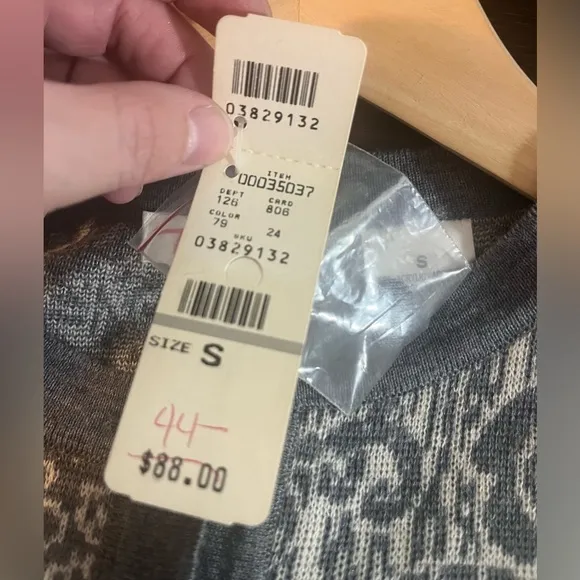 03829132
ITEM
00035037
DEPT CARD
126 806
COLOR
79 24
SKU
03829132
SIZE S
44-
$88.00
S